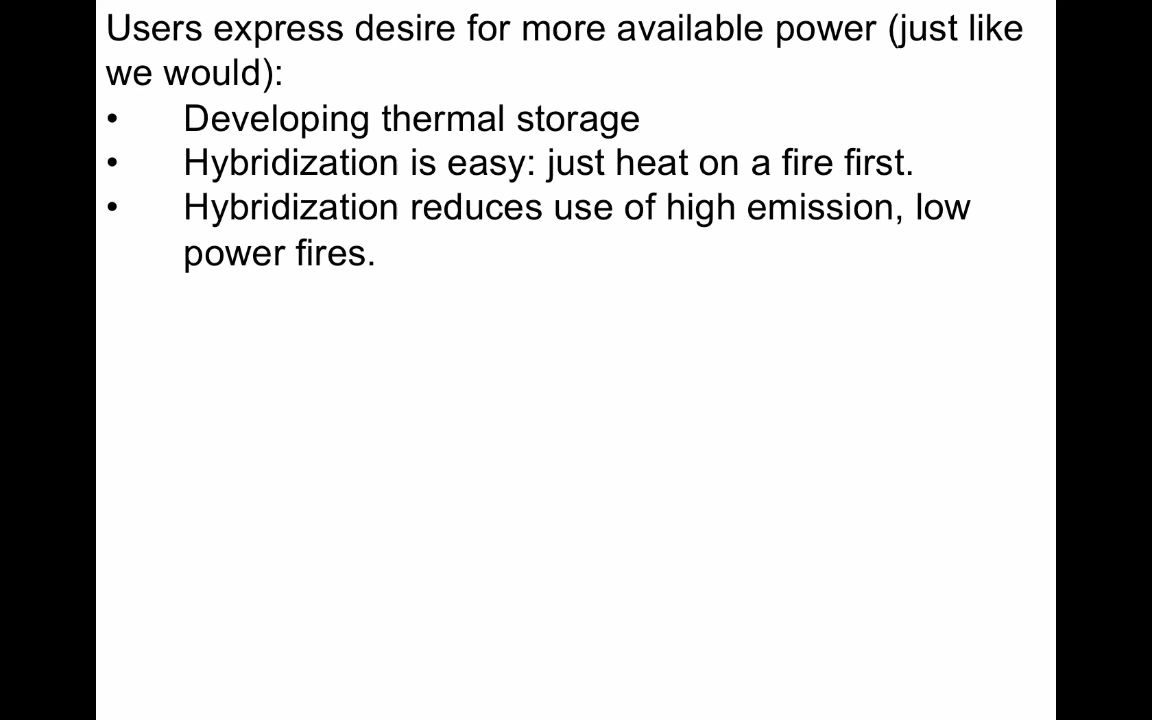 Users express desire for more available power (just like
we would):
• Developing thermal storage
• Hybridization is easy: just heat on a fire first.
• Hybridization reduces use of high emission, low
power fires.